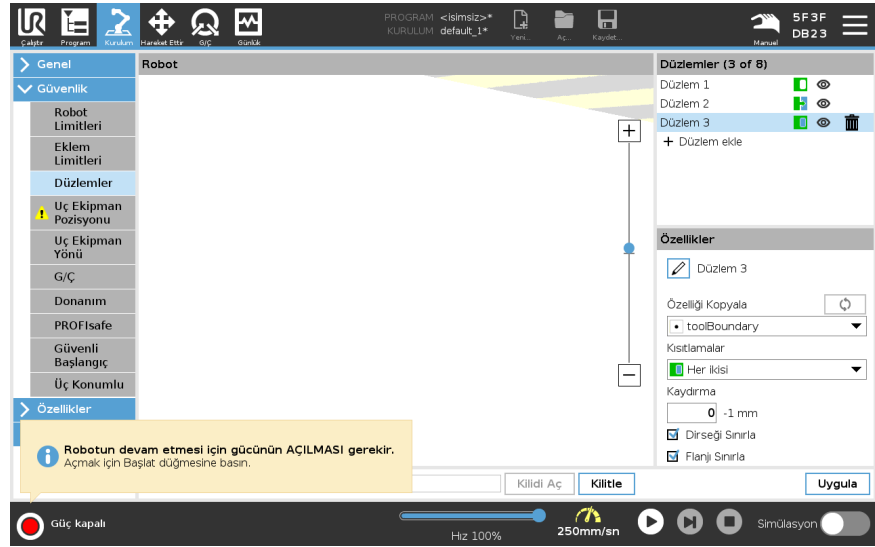 PROGRAM <isimsiz>*
KURULUM default_1*
Çalıştır
Program
Kurulum
Hareket Ettir
G/Ç
Günlük
Yeni...
Aç...
Kaydet...
Manuel
5F3F
DB23
Genel
Güvenlik
Robot
Limitleri
Eklem
Limitleri
Düzlemler
Uç Ekipman
Pozisyonu
Uç Ekipman
Yönü
G/Ç
Donanım
PROFIsafe
Güvenli
Başlangıç
Üç Konumlu
Özellikler
Robot
Düzlemler (3 of 8)
Düzlem 1
Düzlem 2
Düzlem 3
+ Düzlem ekle
Özellikler
Düzlem 3
Özelliği Kopyala
toolBoundary
Kısıtlamalar
Her ikisi
Kaydırma
0 -1 mm
Dirseği Sınırla
Flanjı Sınırla
Robotun devam etmesi için gücünün AÇILMASI gerekir.
Açmak için Başlat düğmesine basın.
Kilidi Aç
Kilitle
Uygula
Güç kapalı
Hız 100%
250mm/sn
Simülasyon